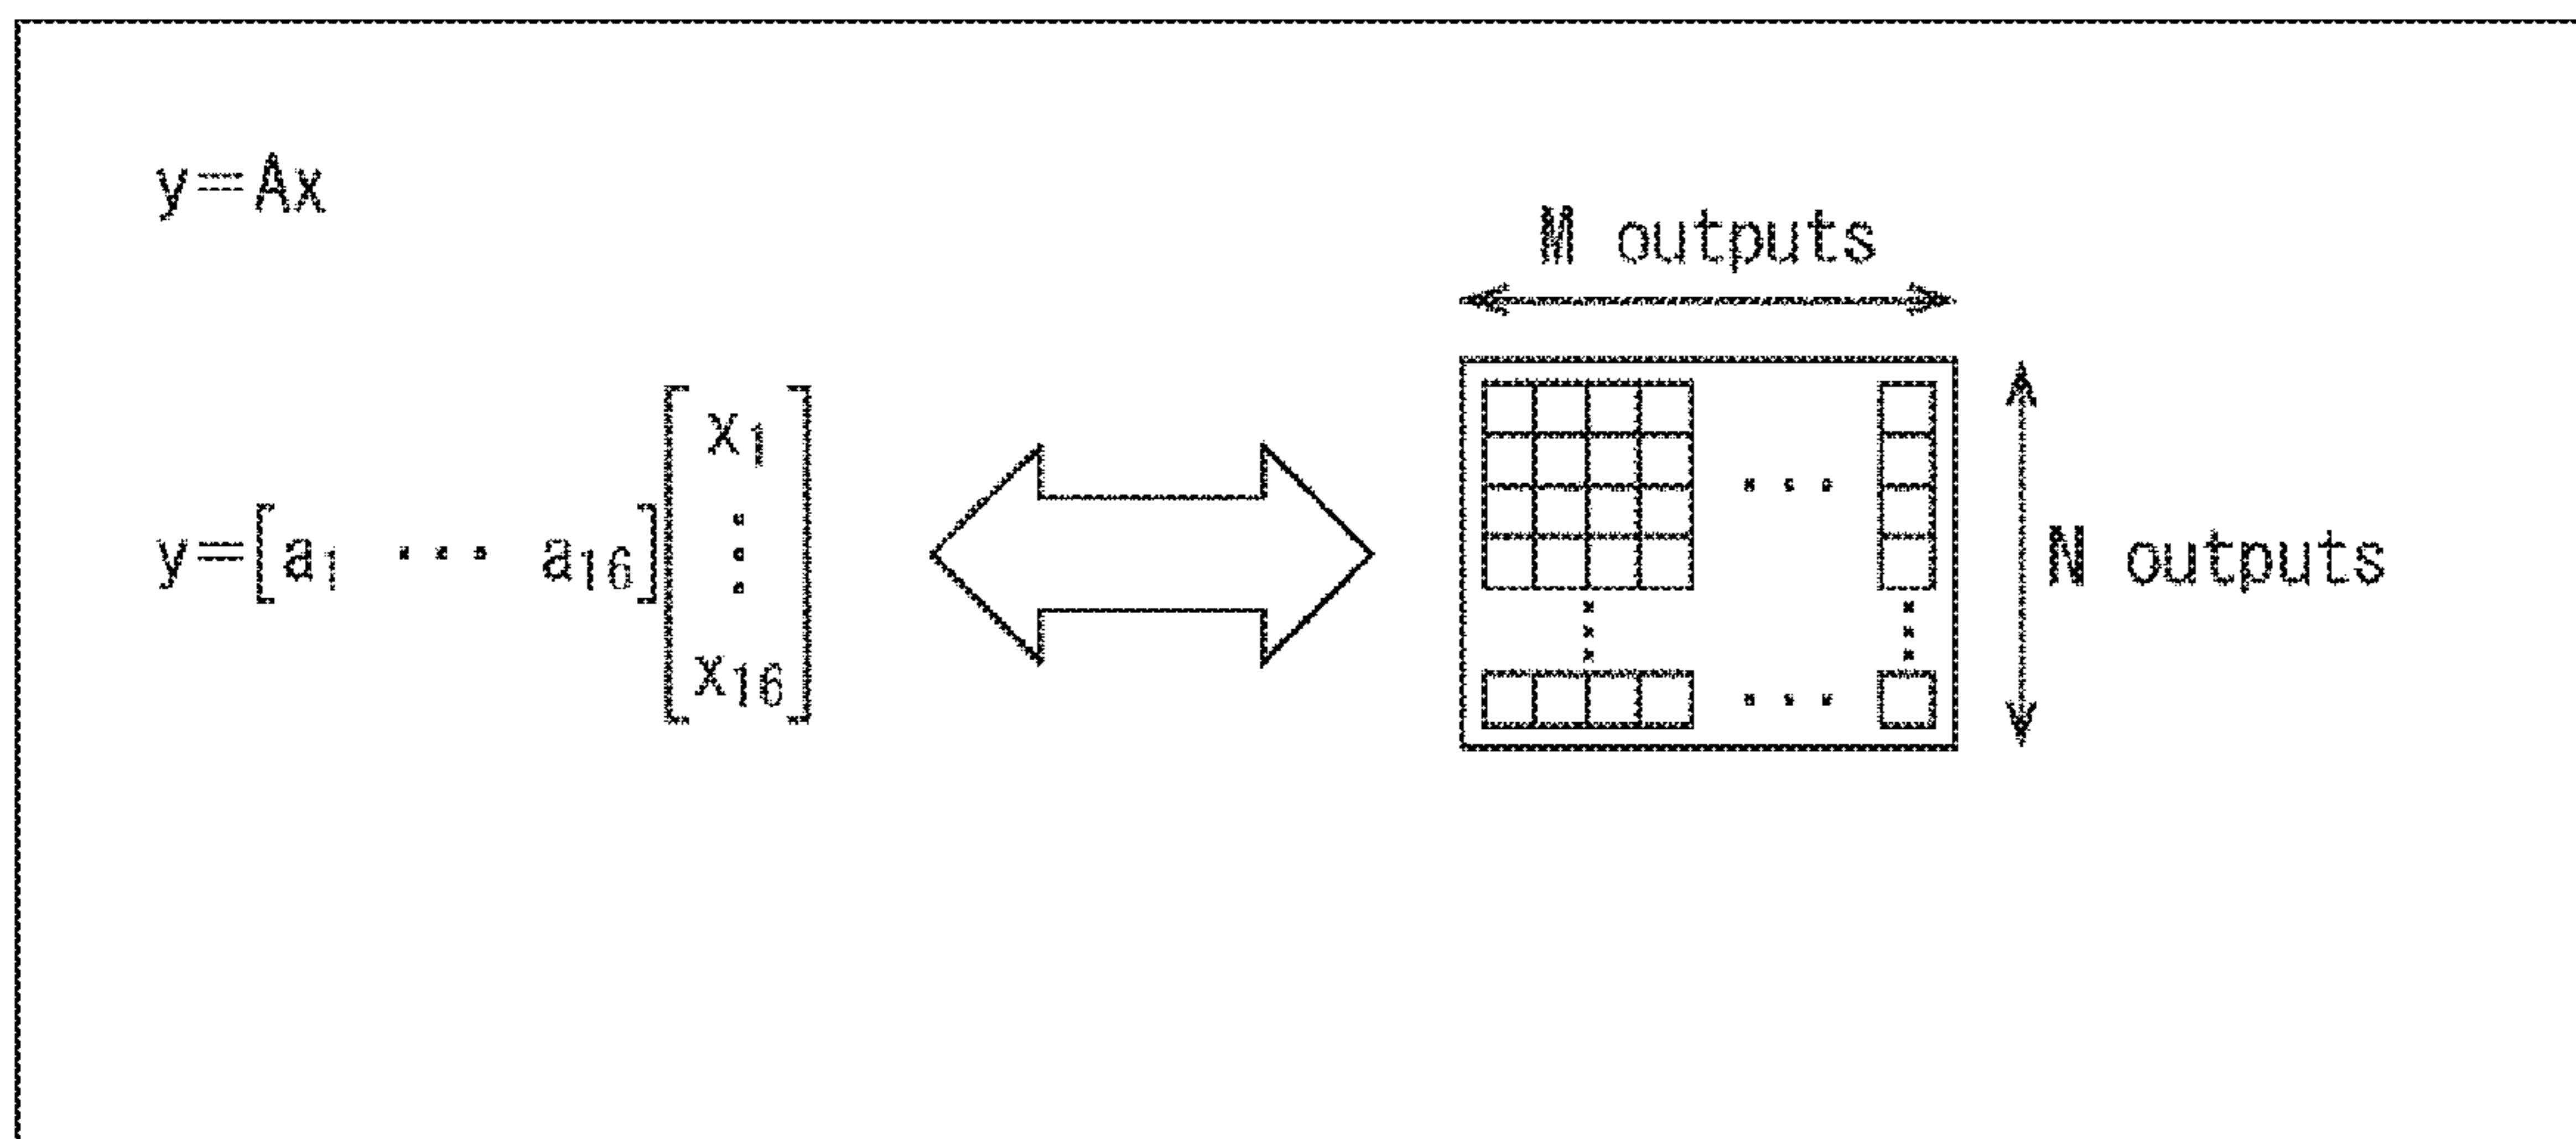 y=Ax
M outputs
y=[a1 ··· a16][x1 ⋮ x16]
N outputs